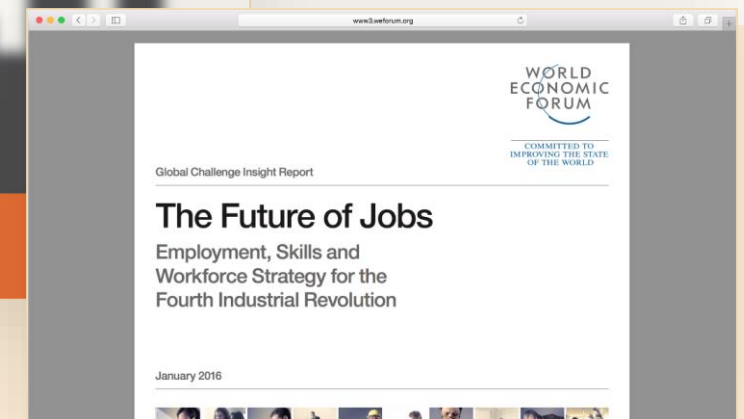 www3.weforum.org
WORLD
ECONOMIC
FORUM
COMMITTED TO
IMPROVING THE STATE
OF THE WORLD
Global Challenge Insight Report
The Future of Jobs
Employment, Skills and
Workforce Strategy for the
Fourth Industrial Revolution
January 2016